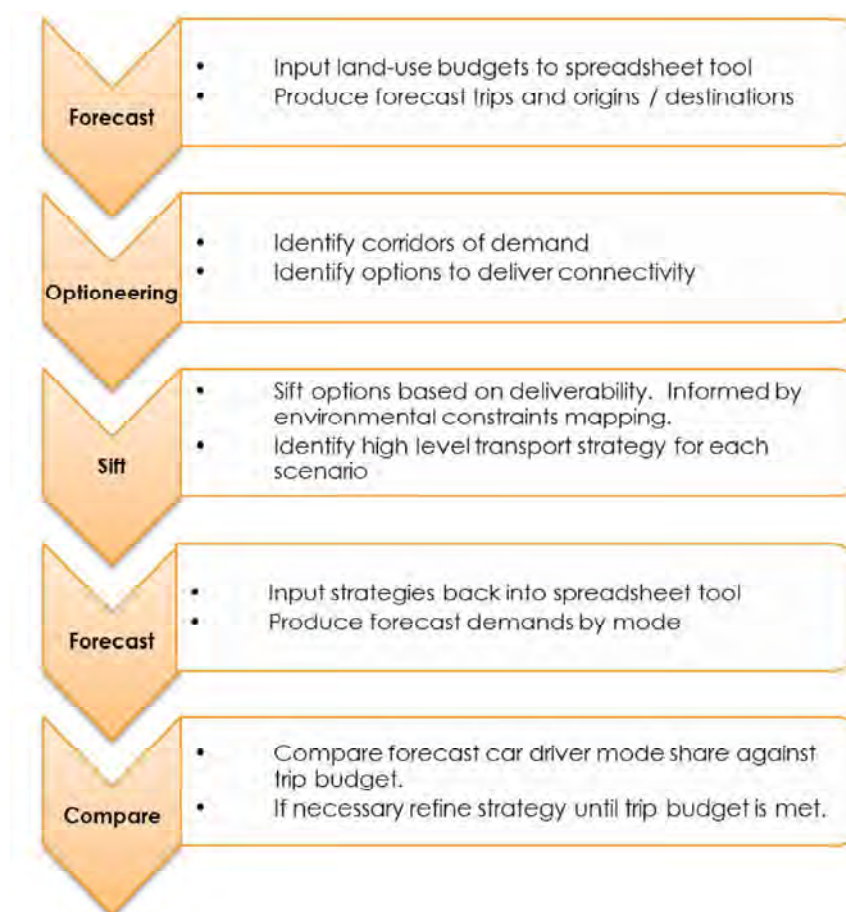 Forecast
• Input land-use budgets to spreadsheet tool
• Produce forecast trips and origins / destinations
Optioneering
• Identify corridors of demand
• Identify options to deliver connectivity
Sift
• Sift options based on deliverability. Informed by
environmental constraints mapping.
• Identify high level transport strategy for each
scenario
Forecast
• Input strategies back into spreadsheet tool
• Produce forecast demands by mode
Compare
• Compare forecast car driver mode share against
trip budget.
• If necessary refine strategy until trip budget is met.